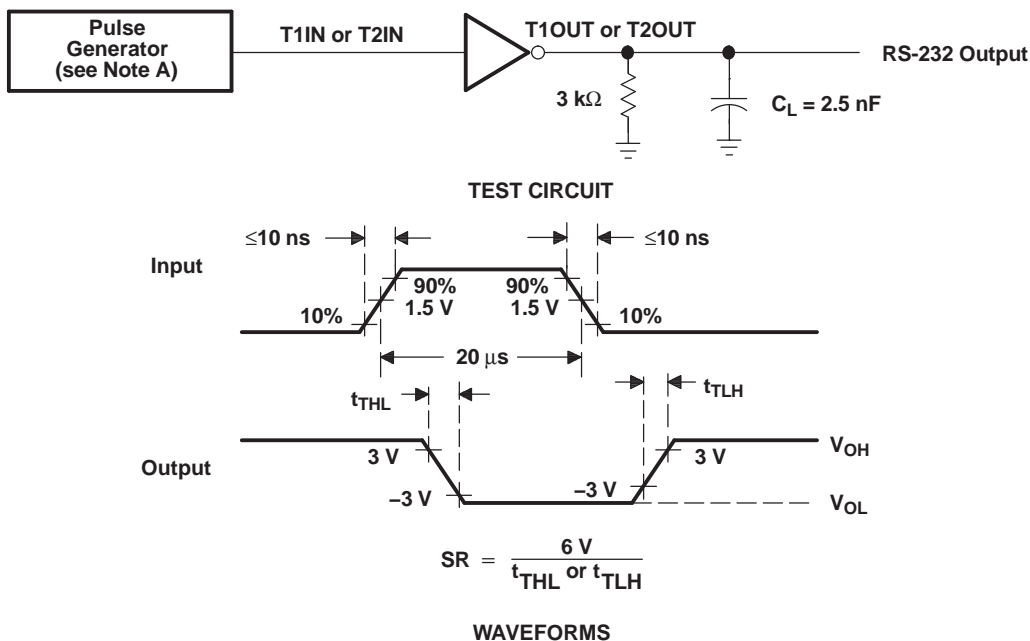 Pulse
Generator
(see Note A)
T1IN or T2IN
T1OUT or T2OUT
RS-232 Output
3 kΩ
CL = 2.5 nF
TEST CIRCUIT
≤10 ns
≤10 ns
Input
90%
90%
1.5 V
1.5 V
10%
10%
20 μs
tTHL
tTLH
Output
3 V
3 V
VOH
–3 V
–3 V
VOL
SR = 6 V / tTHL or tTLH
WAVEFORMS